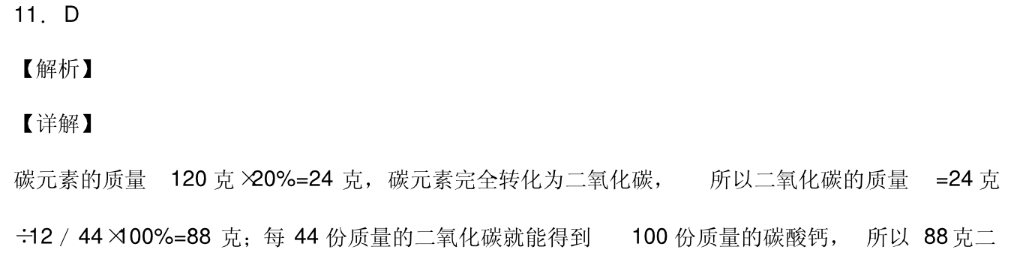 11. D
【解析】
【详解】
碳元素的质量 120 克×20%=24 克，碳元素完全转化为二氧化碳， 所以二氧化碳的质量 =24 克
÷12 / 44×100%=88 克；每 44 份质量的二氧化碳就能得到 100 份质量的碳酸钙， 所以 88 克二